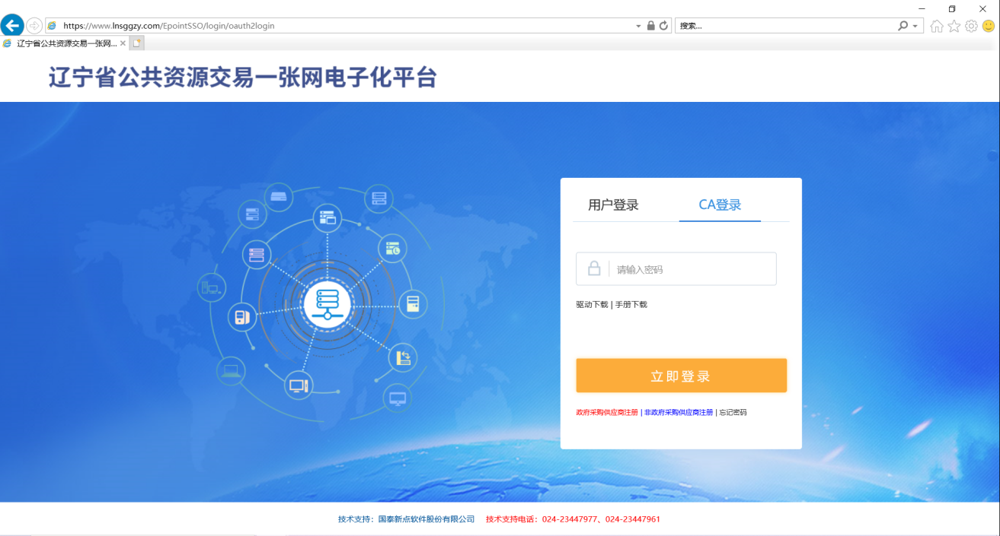 https://www.lnsggzy.com/EpointSSO/login/oauth2login
搜索...
辽宁省公共资源交易一张网...
辽宁省公共资源交易一张网电子化平台
用户登录 CA登录
请输入密码
驱动下载 | 手册下载
立即登录
政府采购供应商注册 | 非政府采购供应商注册 | 忘记密码
技术支持：国泰新点软件股份有限公司 技术支持电话：024-23447977、024-23447961